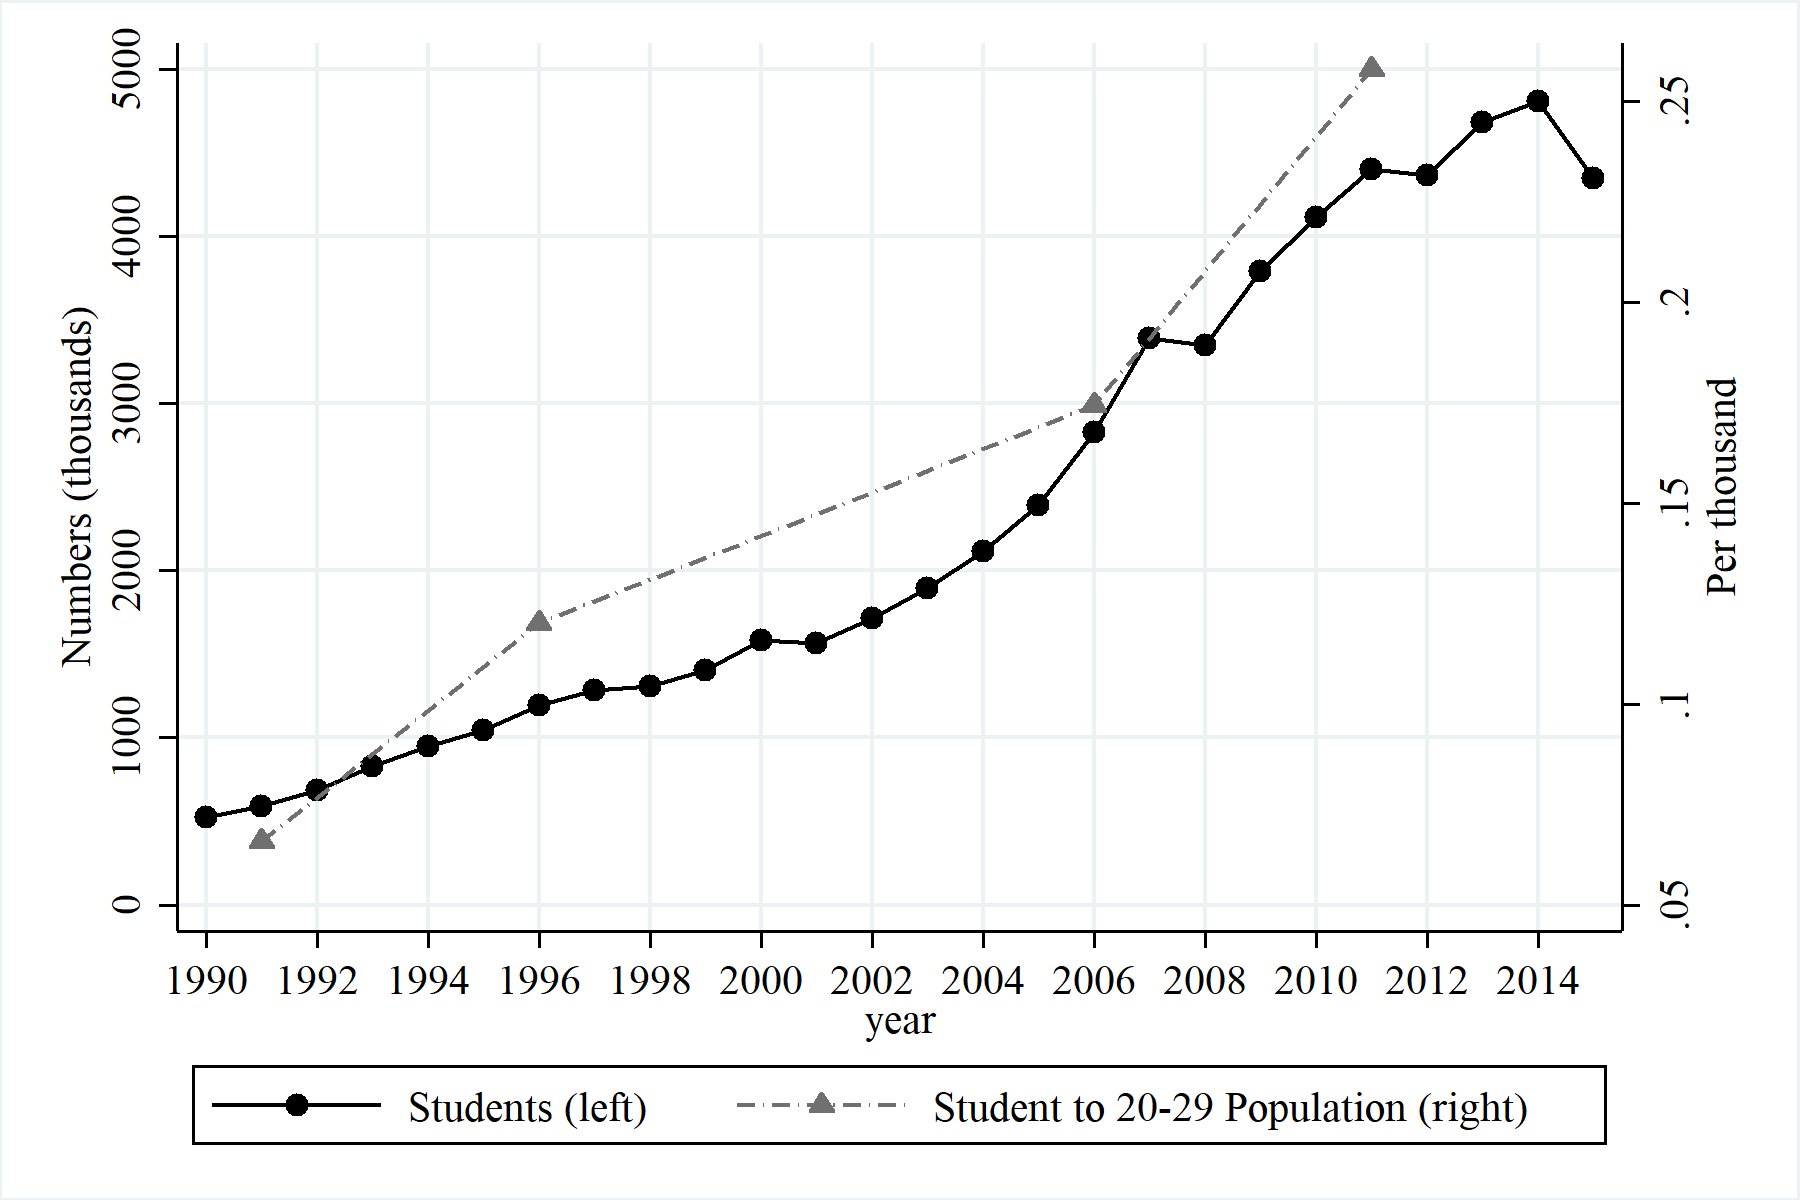 Numbers (thousands)
5000
4000
3000
2000
1000
0
.25
.2
.15
.1
.05
Per thousand
1990 1992 1994 1996 1998 2000 2002 2004 2006 2008 2010 2012 2014
year
Students (left) Student to 20-29 Population (right)